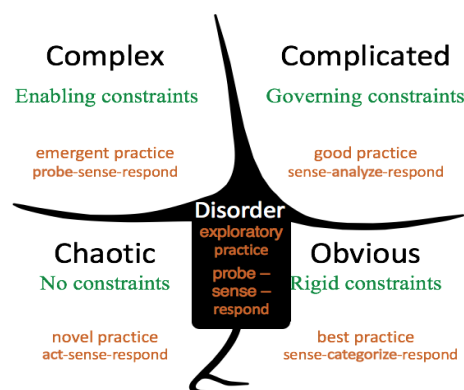 Complex
Enabling constraints
emergent practice
probe-sense-respond
Complicated
Governing constraints
good practice
sense-analyze-respond
Disorder
exploratory
practice
probe –
sense –
respond
Chaotic
No constraints
novel practice
act-sense-respond
Obvious
Rigid constraints
best practice
sense-categorize-respond